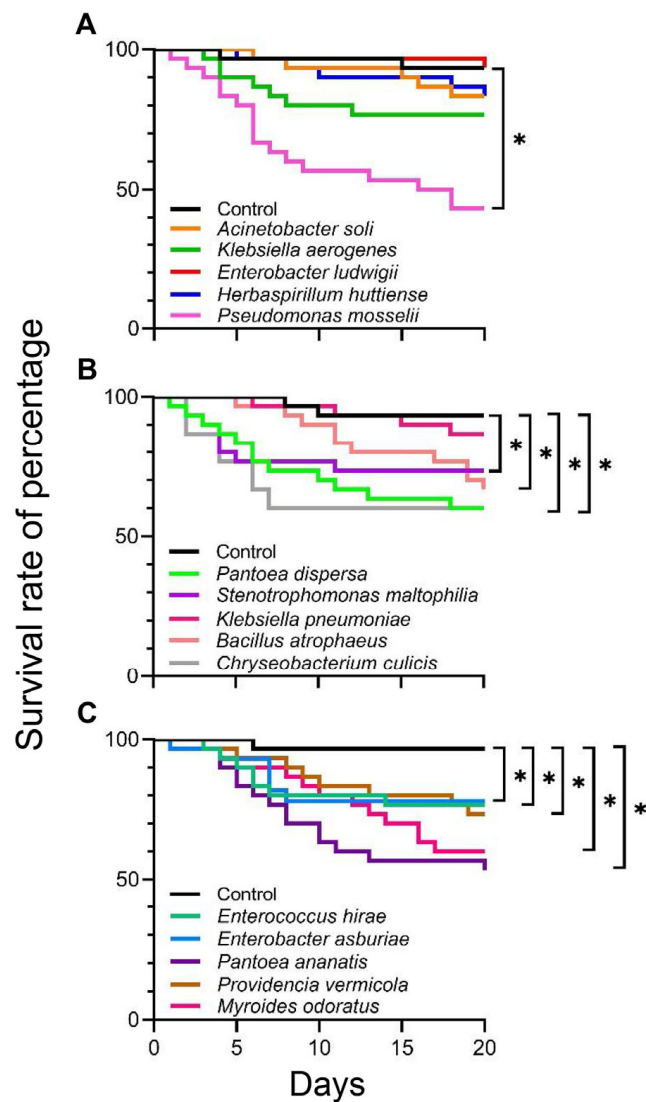 A
100
50
0
*
Control
Acinetobacter soli
Klebsiella aerogenes
Enterobacter ludwigii
Herbaspirillum huttiense
Pseudomonas mosselii
Survival rate of percentage
B
100
50
0
* * * *
Control
Pantoea dispersa
Stenotrophomonas maltophilia
Klebsiella pneumoniae
Bacillus atrophaeus
Chryseobacterium culicis
C
100
50
0
* * * * *
Control
Enterococcus hirae
Enterobacter asburiae
Pantoea ananatis
Providencia vermicola
Myroides odoratus
0 5 10 15 20
Days